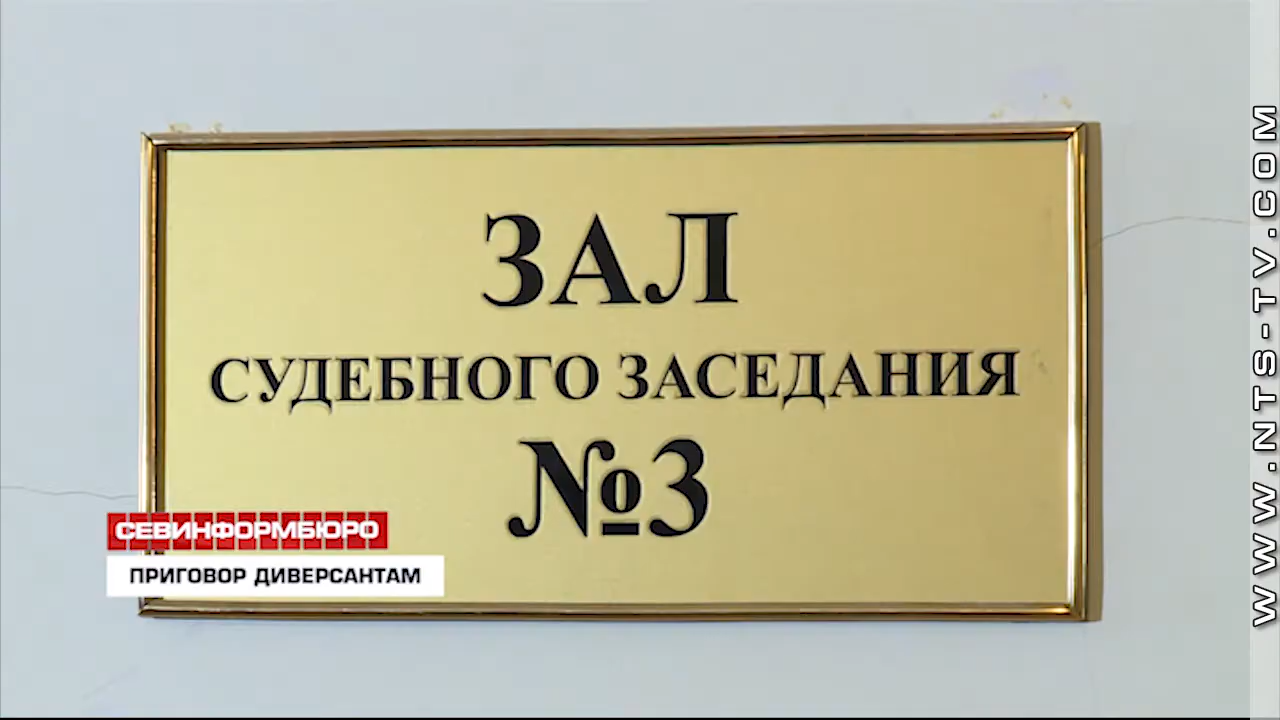 ЗАЛ
СУДЕБНОГО ЗАСЕДАНИЯ
№3
СЕВИНФОРМБЮРО
ПРИГОВОР ДИВЕРСАНТАМ
WWW.NTS-TV.COM